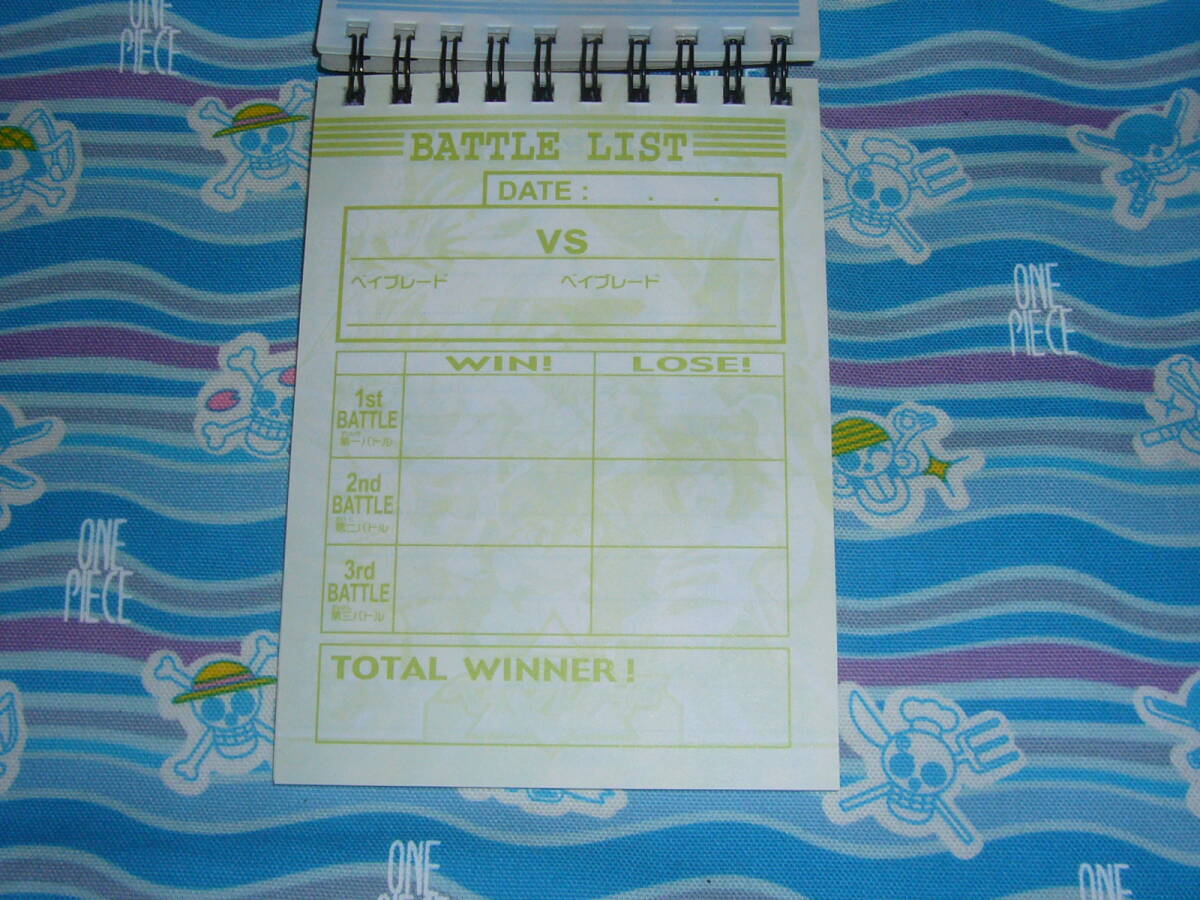 ONE
PIECE
BATTLE LIST
DATE : . .
VS
ベイブレード ベイブレード
WIN! LOSE!
1st
BATTLE
第一バトル
2nd
BATTLE
第二バトル
3rd
BATTLE
第三バトル
TOTAL WINNER!
ONE
PIECE
ONE
PIECE
ONE
ONE